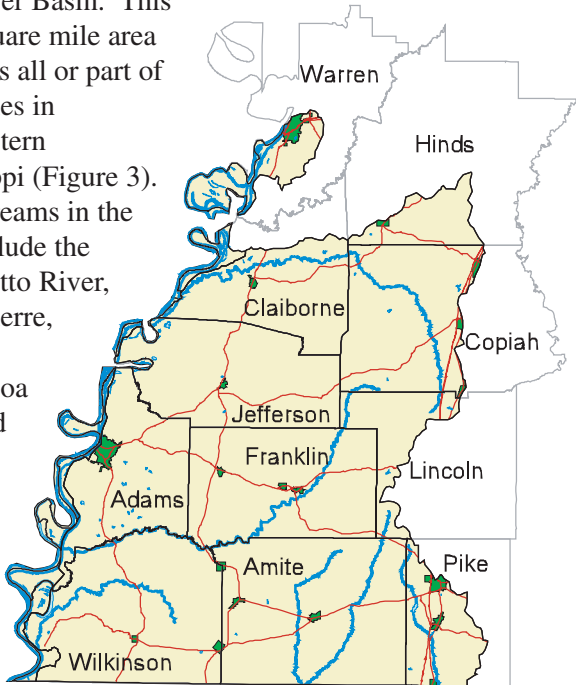 er Basin. This
uare mile area
s all or part of
es in
tern
ppi (Figure 3).
eams in the
lude the
tto River,
erre,
oa
d
Warren
Hinds
Claiborne
Copiah
Jefferson
Franklin
Lincoln
Adams
Amite
Pike
Wilkinson